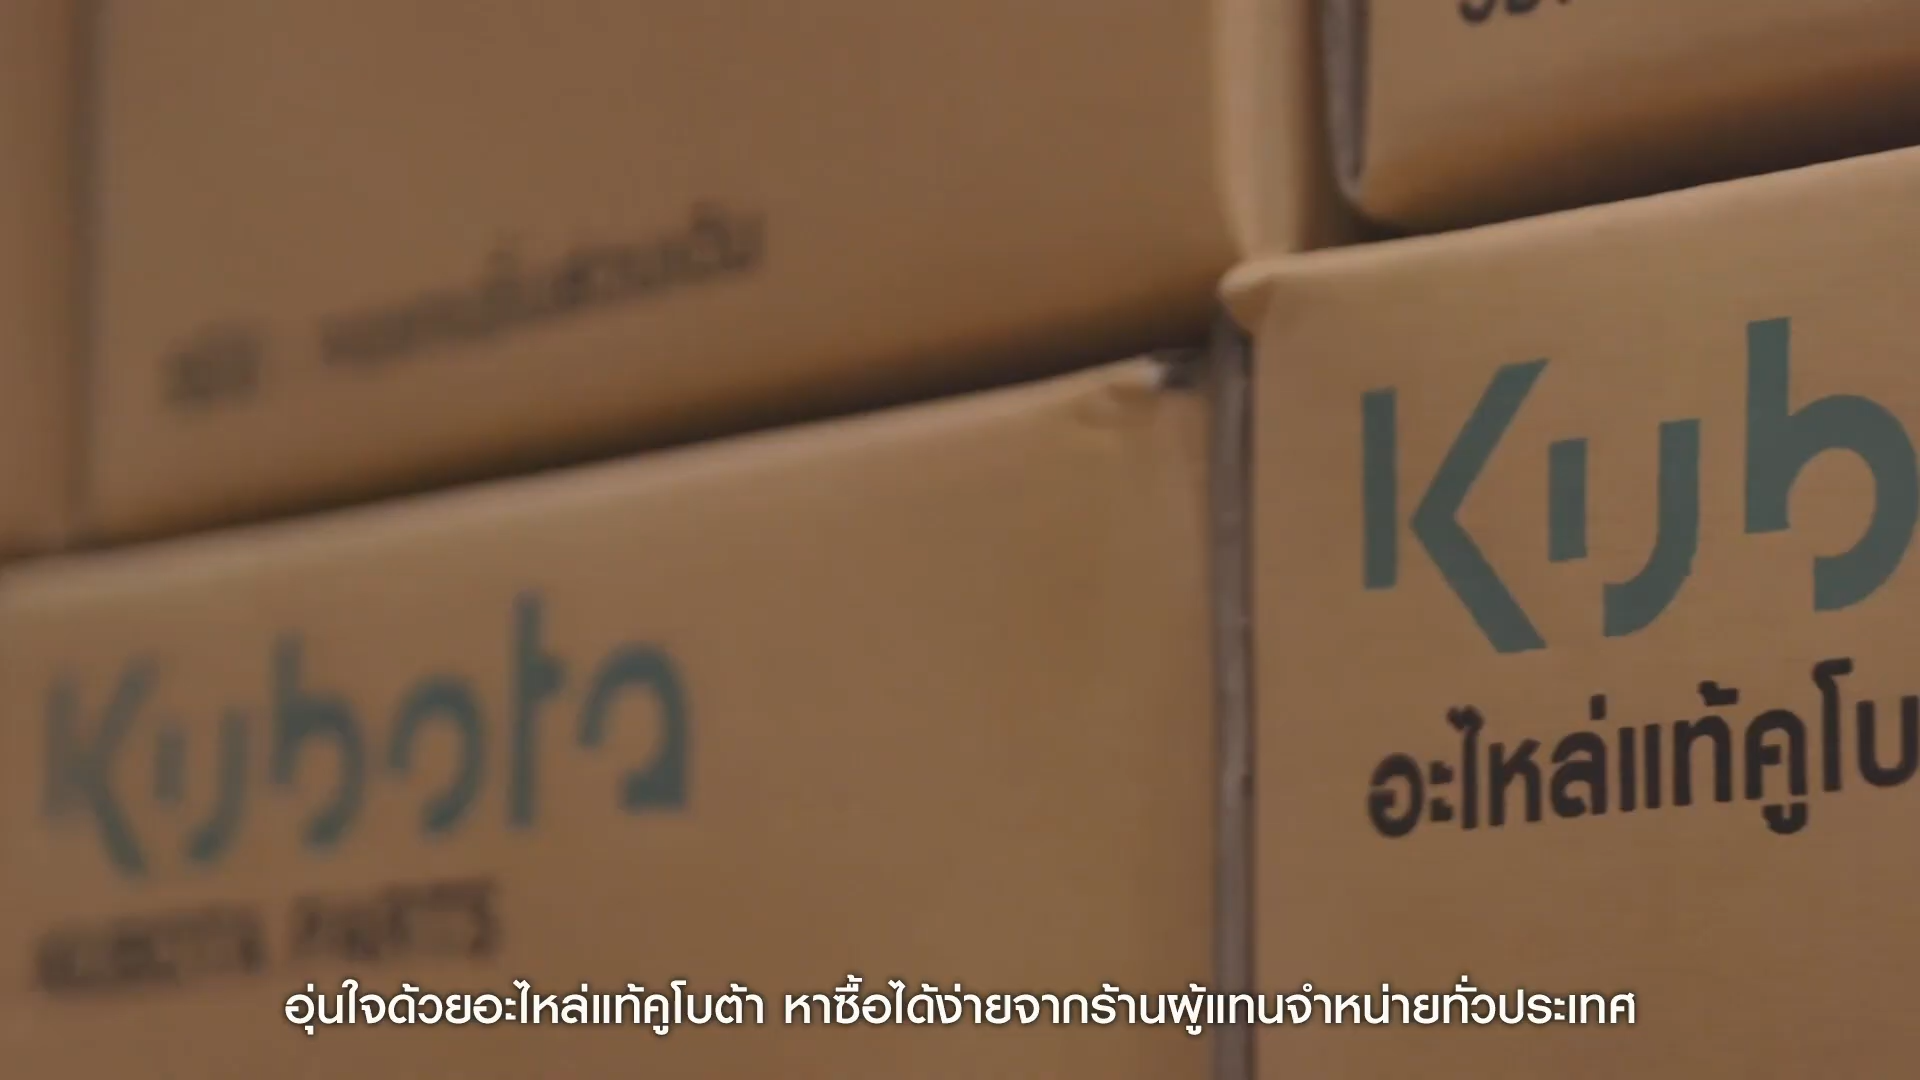 Kubota
KUBOTA PARTS
Kub
อะไหล่แท้คูโบ
อุ่นใจด้วยอะไหล่แท้คูโบต้า หาซื้อได้ง่ายจากร้านผู้แทนจำหน่ายทั่วประเทศ